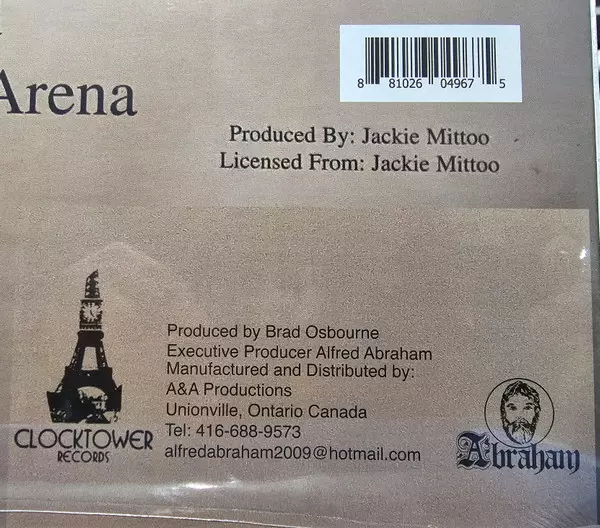 Arena
8 81026 04967 5
Produced By: Jackie Mittoo
Licensed From: Jackie Mittoo
Produced by Brad Osbourne
Executive Producer Alfred Abraham
Manufactured and Distributed by:
A&A Productions
Unionville, Ontario Canada
Tel: 416-688-9573
alfredabraham2009@hotmail.com
CLOCKTOWER
RECORDS
Abraham